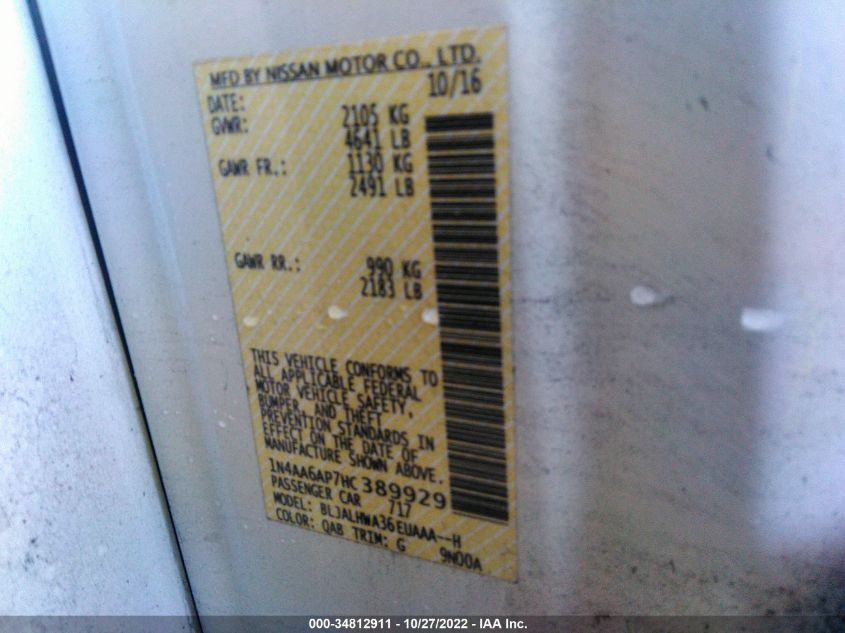 MFD BY NISSAN MOTOR CO., LTD.
DATE: 10/16
GVWR: 2105 KG
4641 LB
GAWR FR.: 1130 KG
2491 LB
GAWR RR.: 990 KG
2183 LB
THIS VEHICLE CONFORMS TO
ALL APPLICABLE FEDERAL
MOTOR VEHICLE SAFETY,
BUMPER, AND THEFT
PREVENTION STANDARDS IN
EFFECT ON THE DATE OF
MANUFACTURE SHOWN ABOVE.
1N4AA6AP7HC389929
PASSENGER CAR 717
MODEL: BLJALHWA36EUAAA--H
COLOR: QAB TRIM: G 9N00A
000-34812911 - 10/27/2022 - IAA Inc.